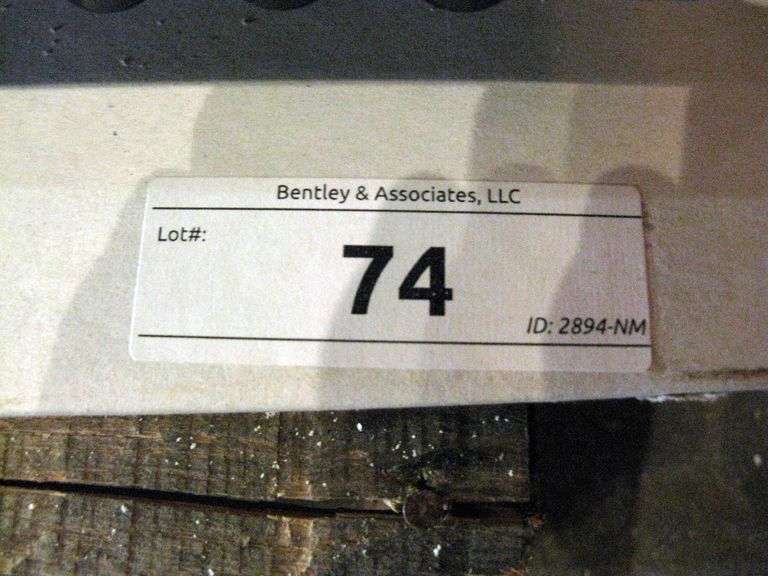 Bentley & Associates, LLC
Lot#:
74
ID: 2894-NM